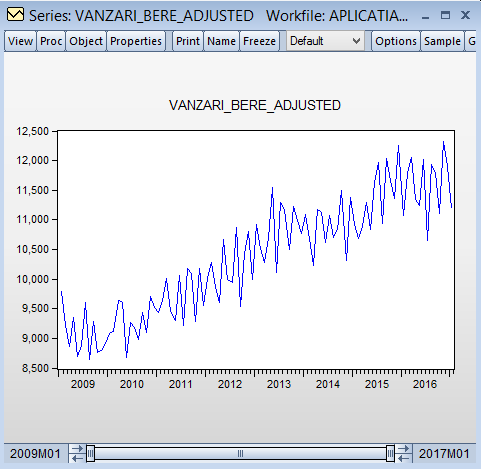 Series: VANZARI_BERE_ADJUSTED Workfile: APLICATIA...
View Proc Object Properties Print Name Freeze Default Options Sample G
VANZARI_BERE_ADJUSTED
12,500
12,000
11,500
11,000
10,500
10,000
9,500
9,000
8,500
2009 2010 2011 2012 2013 2014 2015 2016
2009M01 2017M01